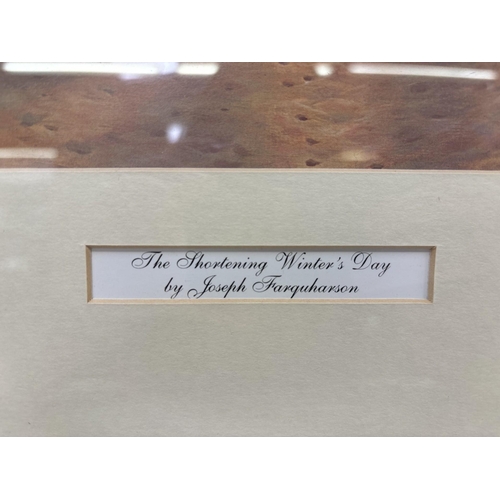 The Shortening Winter's Day
by Joseph Farquharson